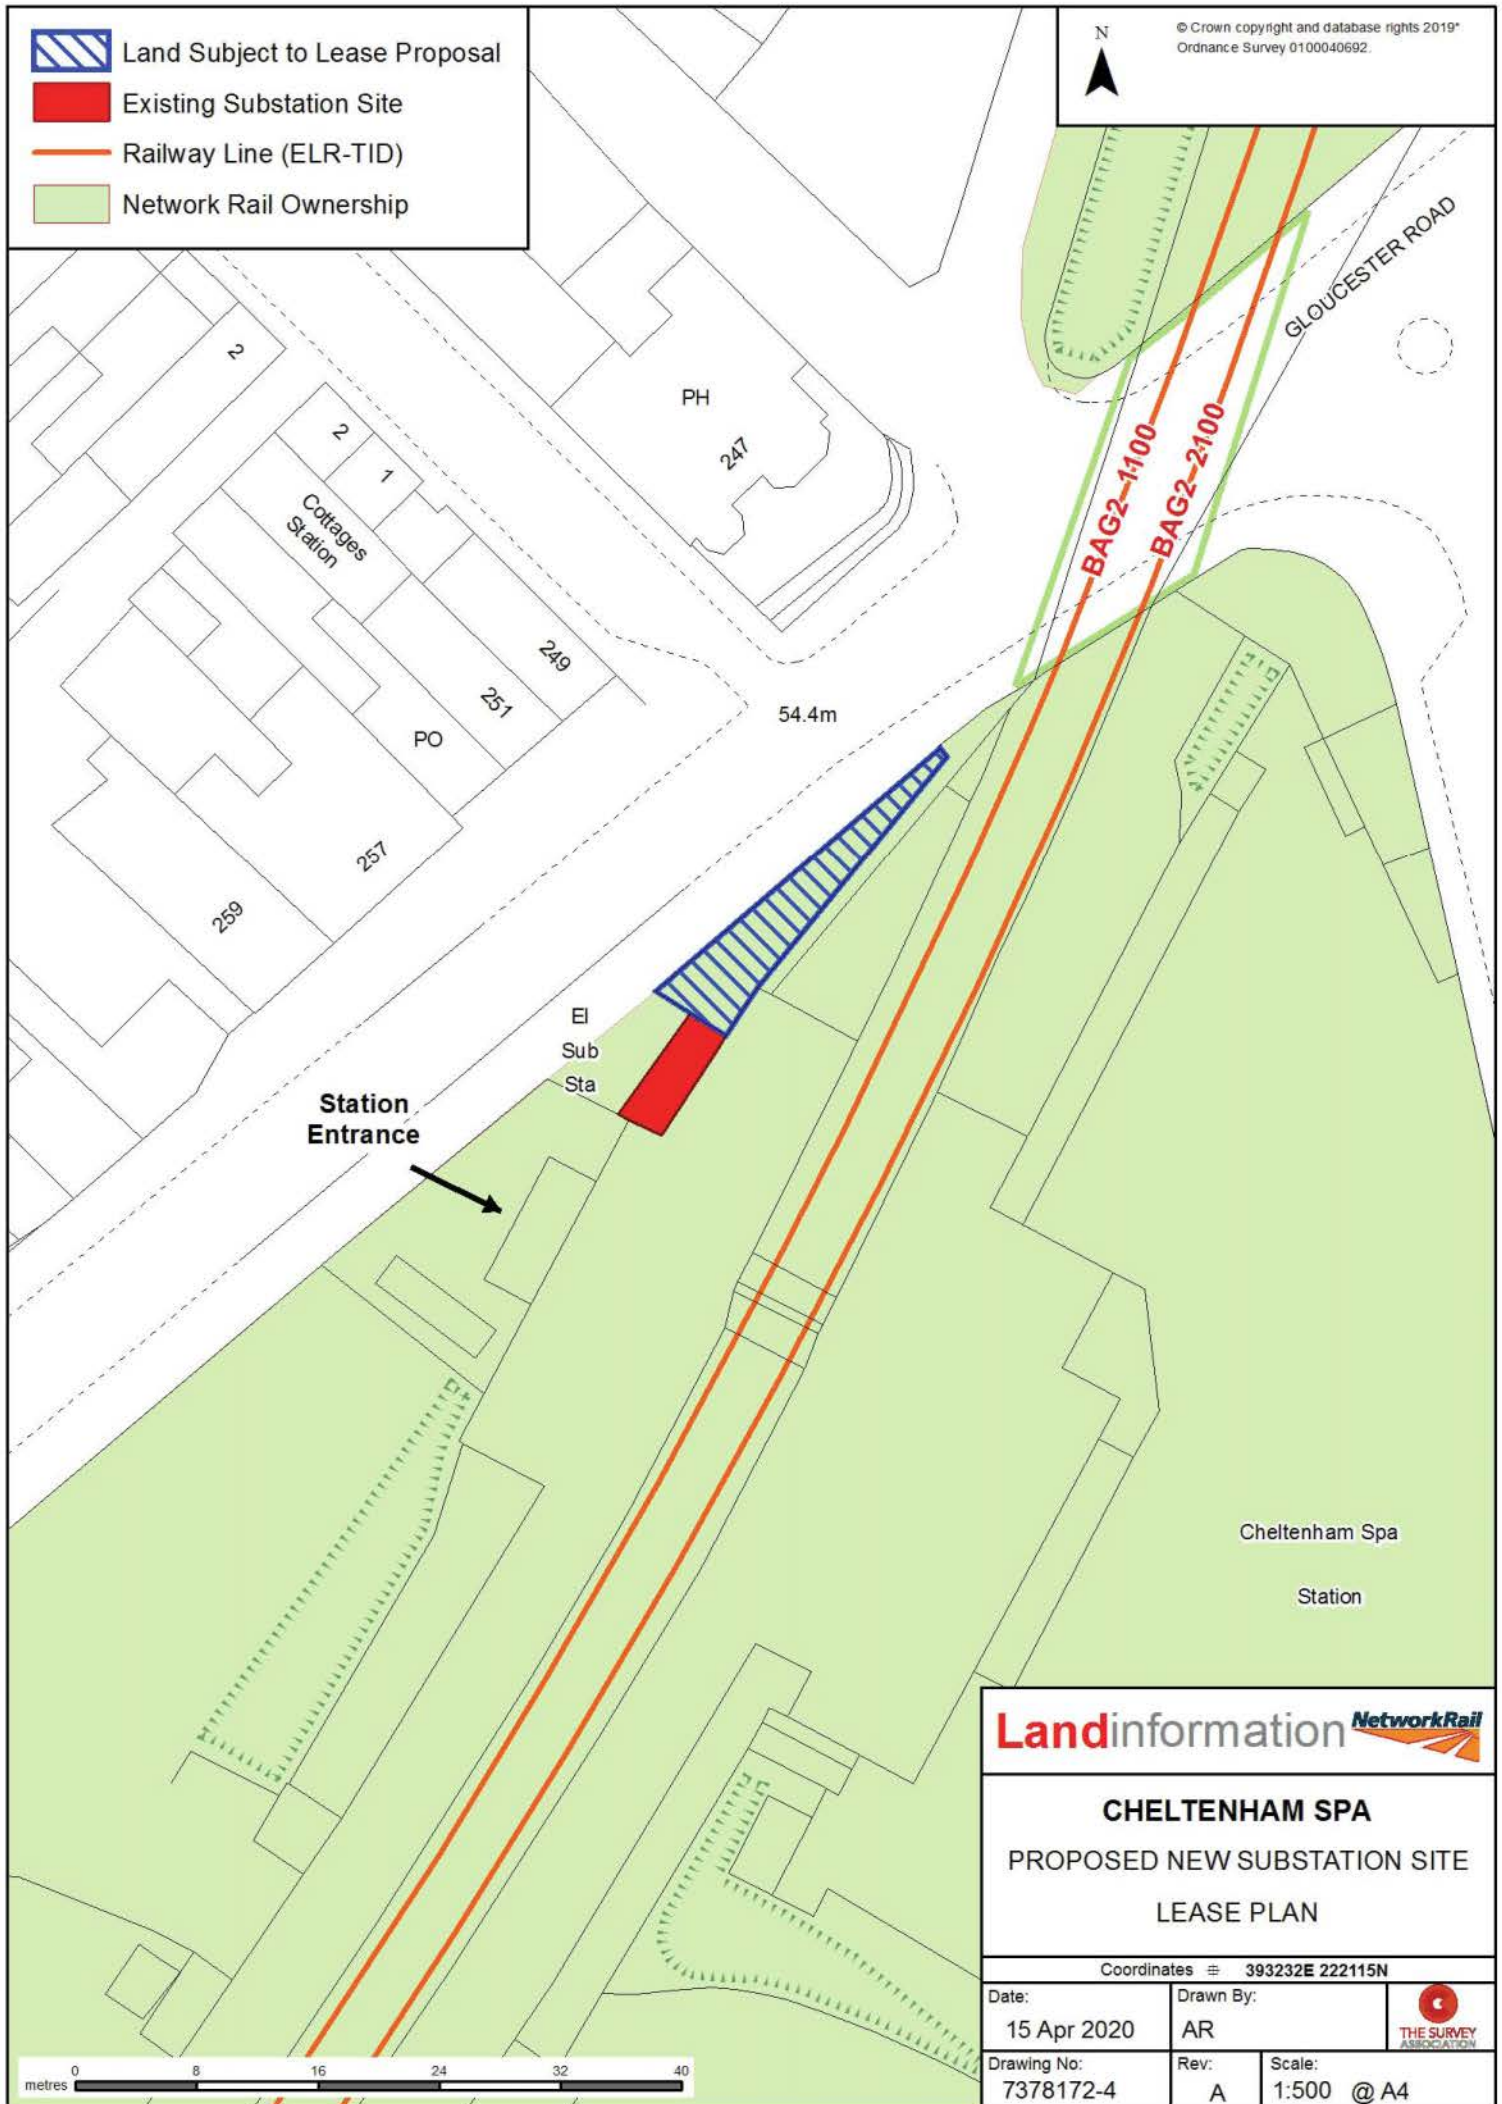 Land Subject to Lease Proposal
Existing Substation Site
Railway Line (ELR-TID)
Network Rail Ownership
N
© Crown copyright and database rights 2019*
Ordnance Survey 0100040692.
GLOUCESTER ROAD
2
PH
247
2
1
Cottages
Station
BAG2-1100
BAG2-2100
249
251
PO
54.4m
257
259
El
Sub
Sta
Station
Entrance
Cheltenham Spa
Station
Landinformation NetworkRail
CHELTENHAM SPA
PROPOSED NEW SUBSTATION SITE
LEASE PLAN
Coordinates 393232E 222115N
Date:
15 Apr 2020
Drawn By:
AR
THE SURVEY
ASSOCIATION
Drawing No:
7378172-4
Rev:
A
Scale:
1:500 @ A4
metres 0 8 16 24 32 40